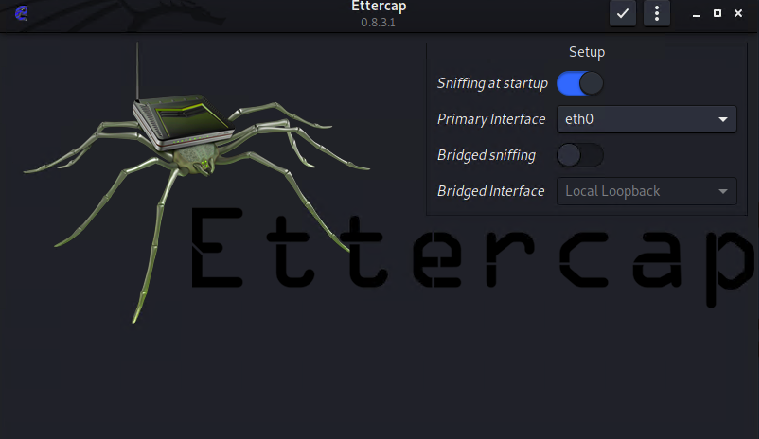 Ettercap
0.8.3.1
Setup
Sniffing at startup
Primary Interface eth0
Bridged sniffing
Bridged Interface Local Loopback
Ettercap